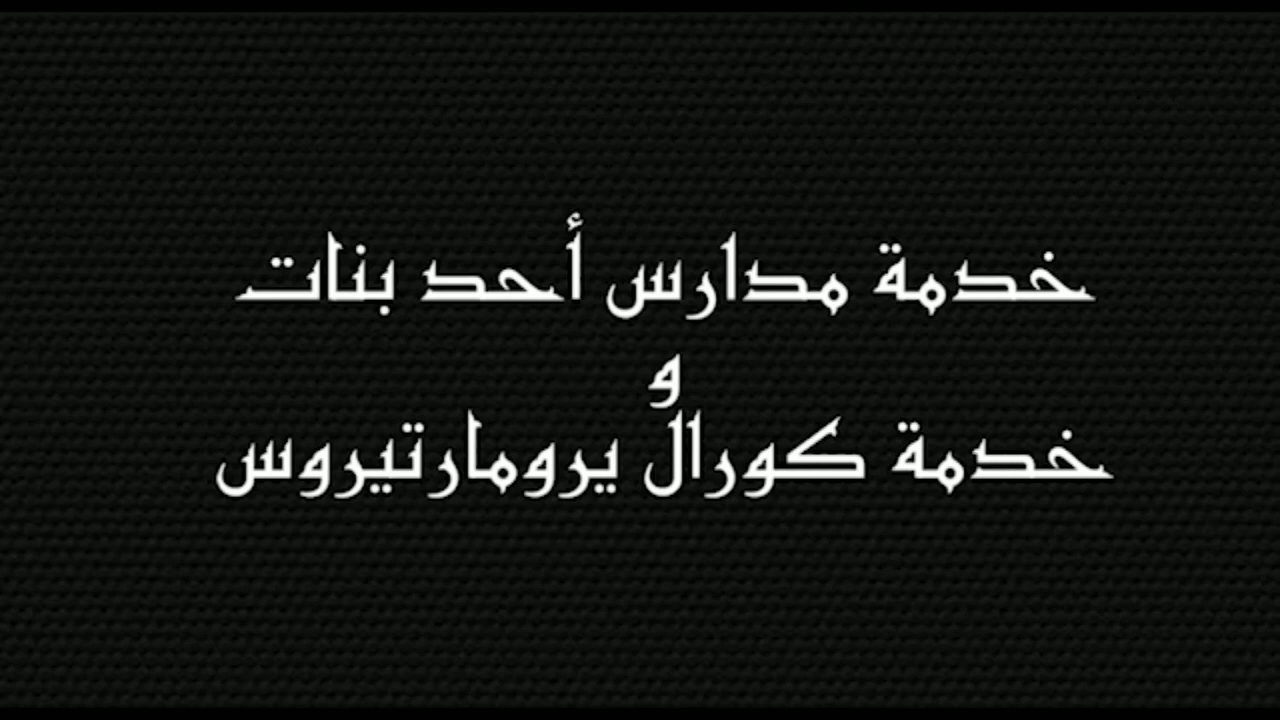 خدمة مدارس أحد بنات
و
خدمة كورال يرومارتيروس